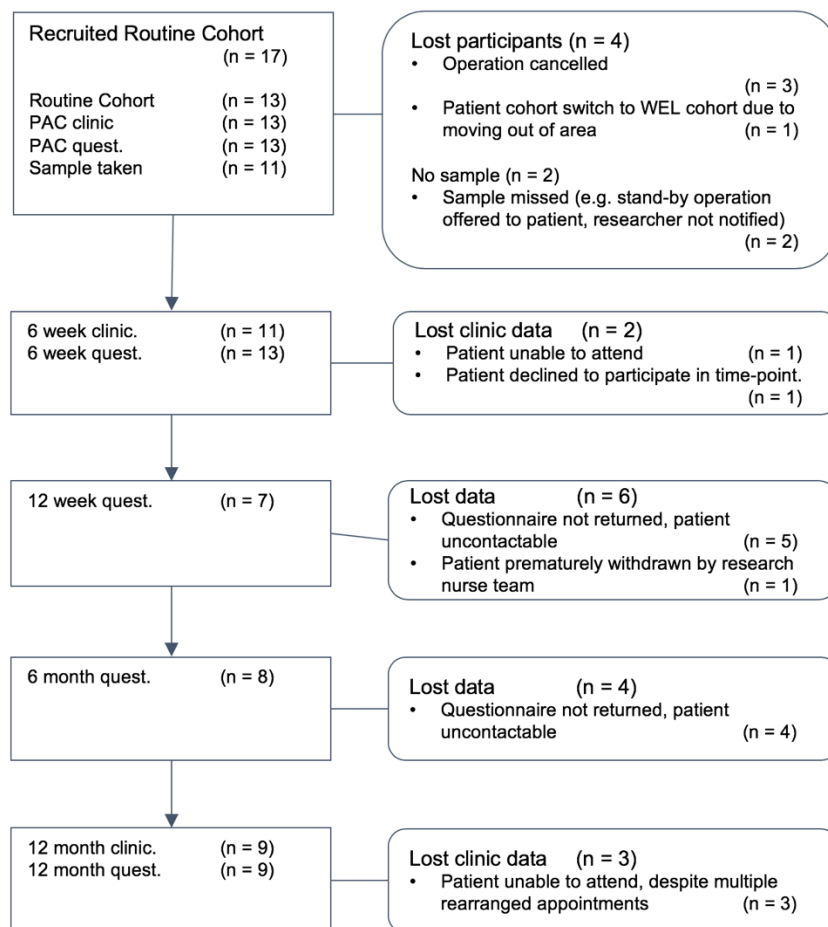 Recruited Routine Cohort
(n = 17)
Routine Cohort (n = 13)
PAC clinic (n = 13)
PAC quest. (n = 13)
Sample taken (n = 11)
Lost participants (n = 4)
• Operation cancelled
(n = 3)
• Patient cohort switch to WEL cohort due to
moving out of area (n = 1)
No sample (n = 2)
• Sample missed (e.g. stand-by operation
offered to patient, researcher not notified)
(n = 2)
6 week clinic. (n = 11)
6 week quest. (n = 13)
Lost clinic data (n = 2)
• Patient unable to attend (n = 1)
• Patient declined to participate in time-point.
(n = 1)
12 week quest. (n = 7)
Lost data (n = 6)
• Questionnaire not returned, patient
uncontactable (n = 5)
• Patient prematurely withdrawn by research
nurse team (n = 1)
6 month quest. (n = 8)
Lost data (n = 4)
• Questionnaire not returned, patient
uncontactable (n = 4)
12 month clinic. (n = 9)
12 month quest. (n = 9)
Lost clinic data (n = 3)
• Patient unable to attend, despite multiple
rearranged appointments (n = 3)